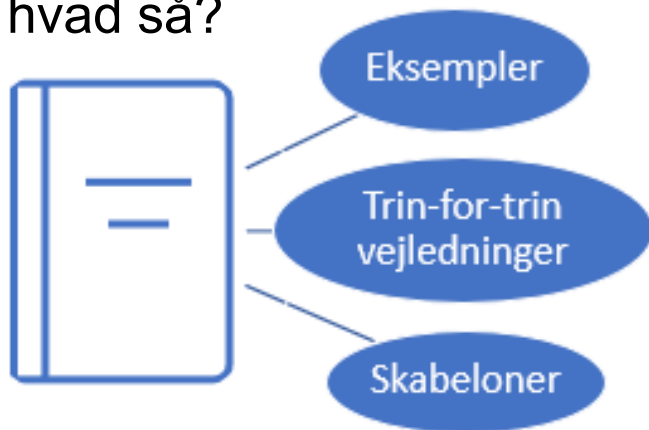 hvad så?
Eksempler
Trin-for-trin
vejledninger
Skabeloner